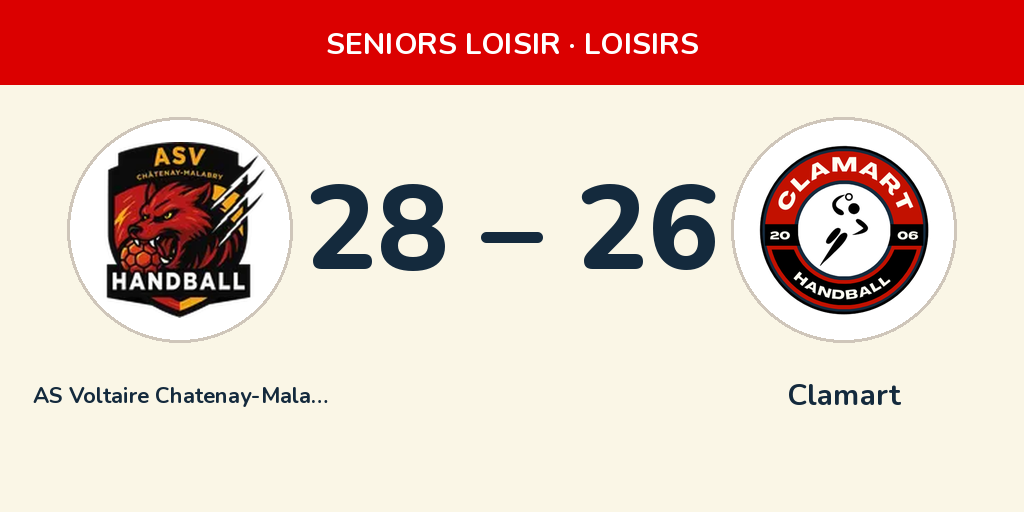 SENIORS LOISIR · LOISIRS
ASV
CHÂTENAY-MALABRY
HANDBALL
28 – 26
CLAMART
20 06
HANDBALL
AS Voltaire Chatenay-Mala...
Clamart